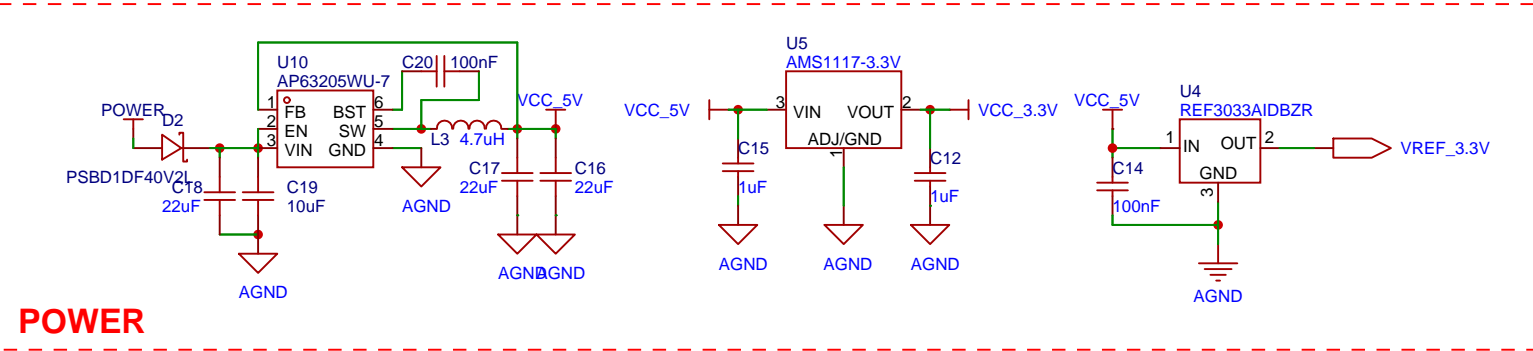 POWER
D2
PSBD1DF40V2L
C18
22uF
C19
10uF
AGND
U10
AP63205WU-7
1
FB
2
EN
3
VIN
BST
6
SW
5
GND
4
AGND
C20
100nF
L3
4.7uH
VCC_5V
C17
22uF
C16
22uF
AGND
AGND
VCC_5V
U5
AMS1117-3.3V
3
VIN
VOUT
2
ADJ/GND
1
VCC_3.3V
C15
1uF
C12
1uF
AGND
AGND
AGND
VCC_5V
U4
REF3033AIDBZR
1
IN
OUT
2
GND
3
VREF_3.3V
C14
100nF
AGND
POWER